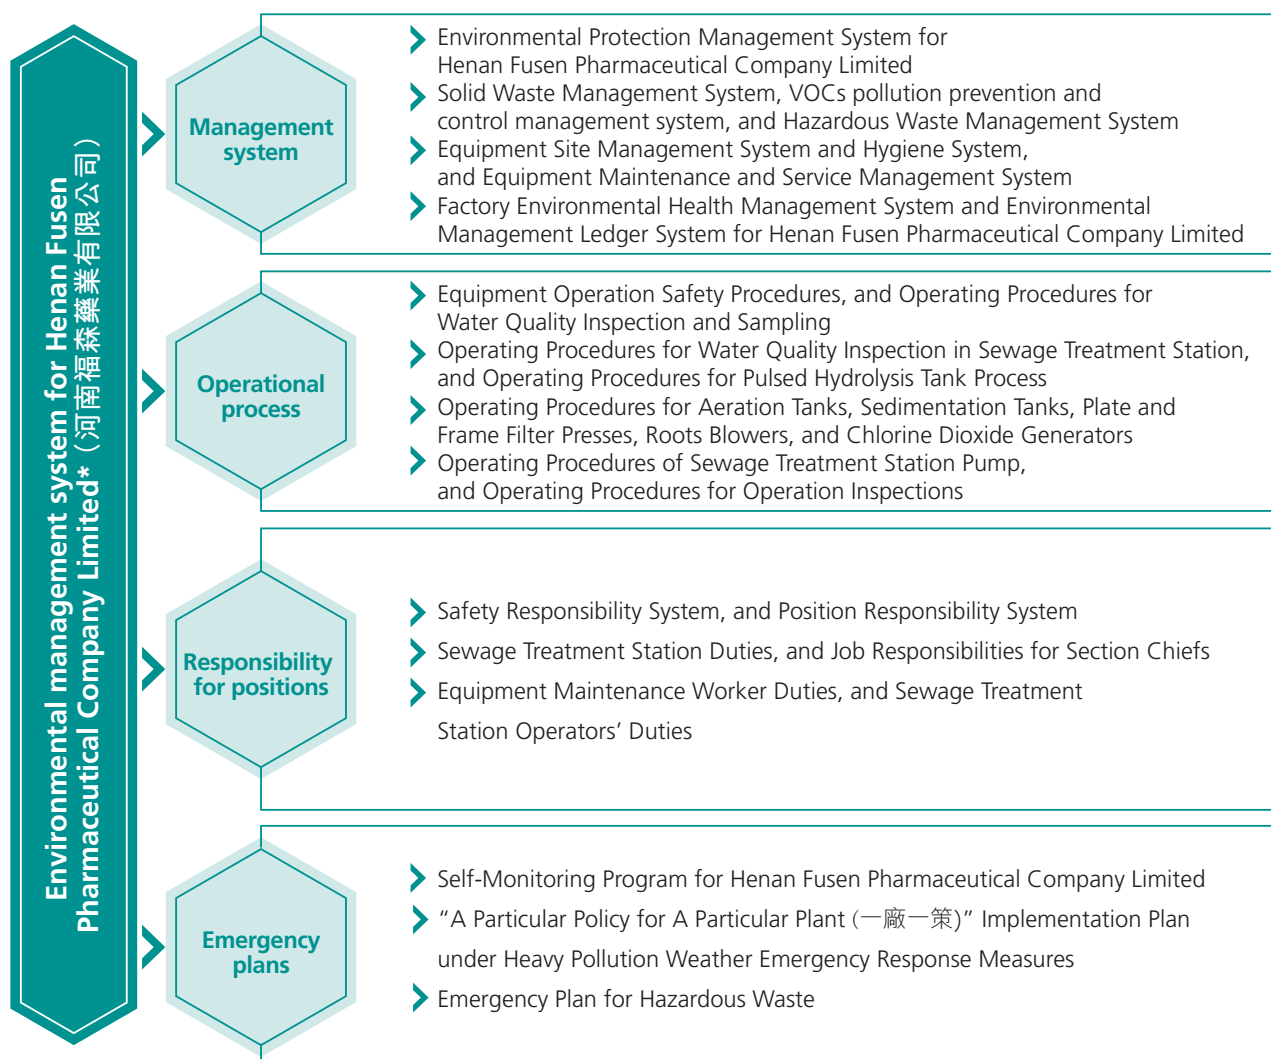 Environmental management system for Henan Fusen
Pharmaceutical Company Limited* (河南福森藥業有限公司)
Management
system
Environmental Protection Management System for
Henan Fusen Pharmaceutical Company Limited
Solid Waste Management System, VOCs pollution prevention and
control management system, and Hazardous Waste Management System
Equipment Site Management System and Hygiene System,
and Equipment Maintenance and Service Management System
Factory Environmental Health Management System and Environmental
Management Ledger System for Henan Fusen Pharmaceutical Company Limited
Operational
process
Equipment Operation Safety Procedures, and Operating Procedures for
Water Quality Inspection and Sampling
Operating Procedures for Water Quality Inspection in Sewage Treatment Station,
and Operating Procedures for Pulsed Hydrolysis Tank Process
Operating Procedures for Aeration Tanks, Sedimentation Tanks, Plate and
Frame Filter Presses, Roots Blowers, and Chlorine Dioxide Generators
Operating Procedures of Sewage Treatment Station Pump,
and Operating Procedures for Operation Inspections
Responsibility
for positions
Safety Responsibility System, and Position Responsibility System
Sewage Treatment Station Duties, and Job Responsibilities for Section Chiefs
Equipment Maintenance Worker Duties, and Sewage Treatment
Station Operators’ Duties
Emergency
plans
Self-Monitoring Program for Henan Fusen Pharmaceutical Company Limited
“A Particular Policy for A Particular Plant (一廠一策)” Implementation Plan
under Heavy Pollution Weather Emergency Response Measures
Emergency Plan for Hazardous Waste